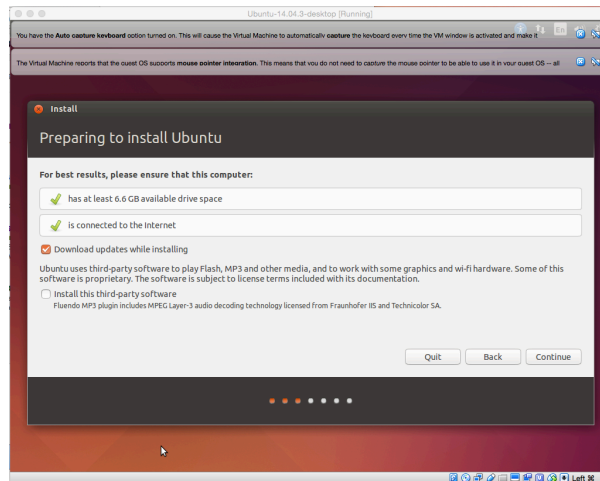 Ubuntu-14.04.3-desktop [Running]
You have the Auto capture keyboard option turned on. This will cause the Virtual Machine to automatically capture the keyboard every time the VM window is activated and make it
En
The Virtual Machine reports that the guest OS supports mouse pointer integration. This means that you do not need to capture the mouse pointer to be able to use it in your guest OS — all
Install
Preparing to install Ubuntu
For best results, please ensure that this computer:
has at least 6.6 GB available drive space
is connected to the Internet
Download updates while installing
Ubuntu uses third-party software to play Flash, MP3 and other media, and to work with some graphics and wi-fi hardware. Some of this
software is proprietary. The software is subject to license terms included with its documentation.
Install this third-party software
Fluendo MP3 plugin includes MPEG Layer-3 audio decoding technology licensed from Fraunhofer IIS and Technicolor SA.
Quit
Back
Continue
Left ⌘